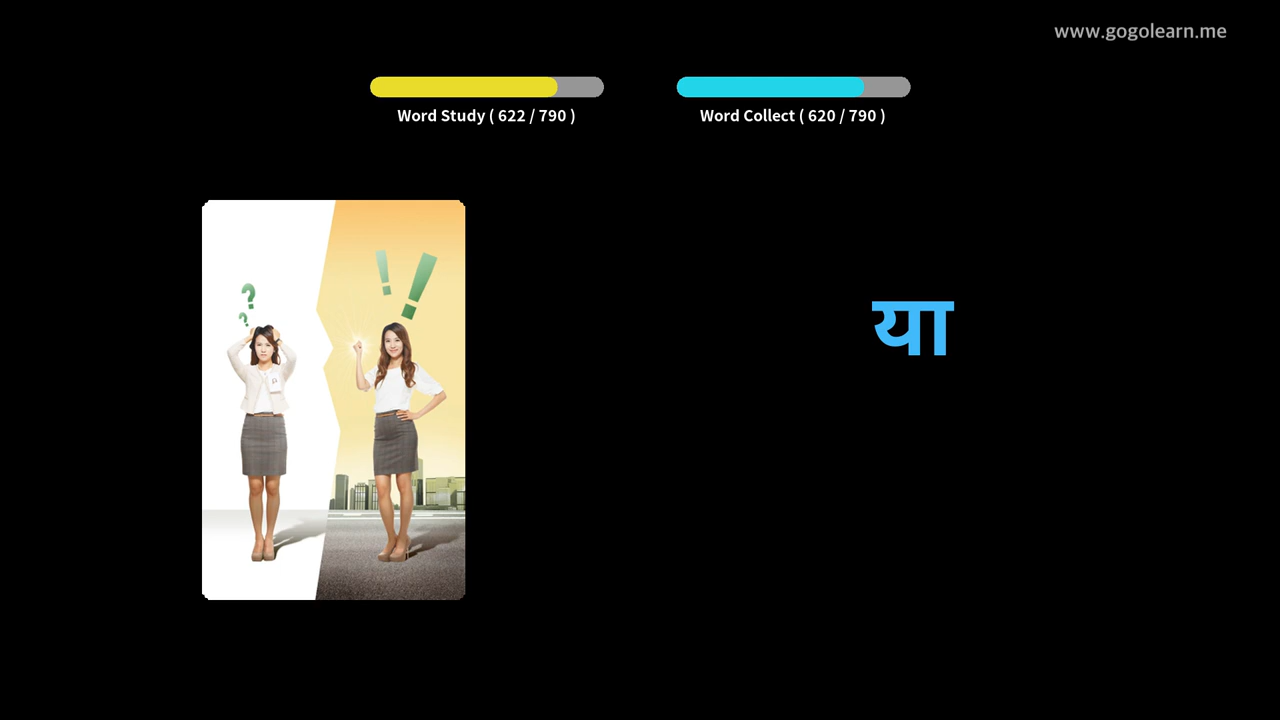 www.gogolearn.me
Word Study ( 622 / 790 )
Word Collect ( 620 / 790 )
? ?
! !
या